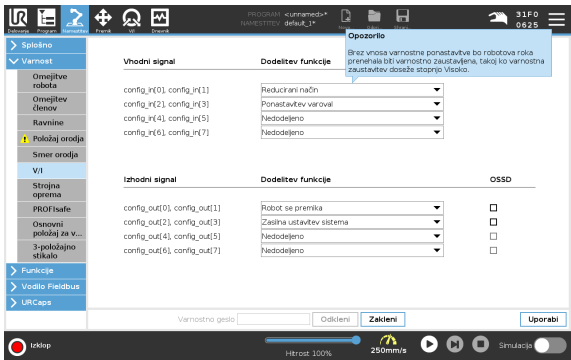 PROGRAM <unnamed>*
NAMESTITEV default_1*
Delovanje Program Namestitev Premik V/I Dnevnik
31F0
0625
Opozorilo
Brez vnosa varnostne ponastavitve bo robotova roka
prenehala biti varnostno zaustavljena, takoj ko varnostna
zaustavitev doseže stopnjo Visoko.
Splošno
Varnost
Omejitve
robota
Omejitev
členov
Ravnine
Položaj orodja
Smer orodja
V/I
Strojna
oprema
PROFIsafe
Osnovni
položaj za v...
3-položajno
stikalo
Funkcije
Vodilo Fieldbus
URCaps
Vhodni signal Dodelitev funkcije
config_in[0], config_in[1] Reducirani način
config_in[2], config_in[3] Ponastavitev varoval
config_in[4], config_in[5] Nedodeljeno
config_in[6], config_in[7] Nedodeljeno
Izhodni signal Dodelitev funkcije OSSD
config_out[0], config_out[1] Robot se premika
config_out[2], config_out[3] Zasilna ustavitev sistema
config_out[4], config_out[5] Nedodeljeno
config_out[6], config_out[7] Nedodeljeno
Varnostno geslo Odkleni Zakleni Uporabi
Izklop
Hitrost 100%
250mm/s
Simulacija